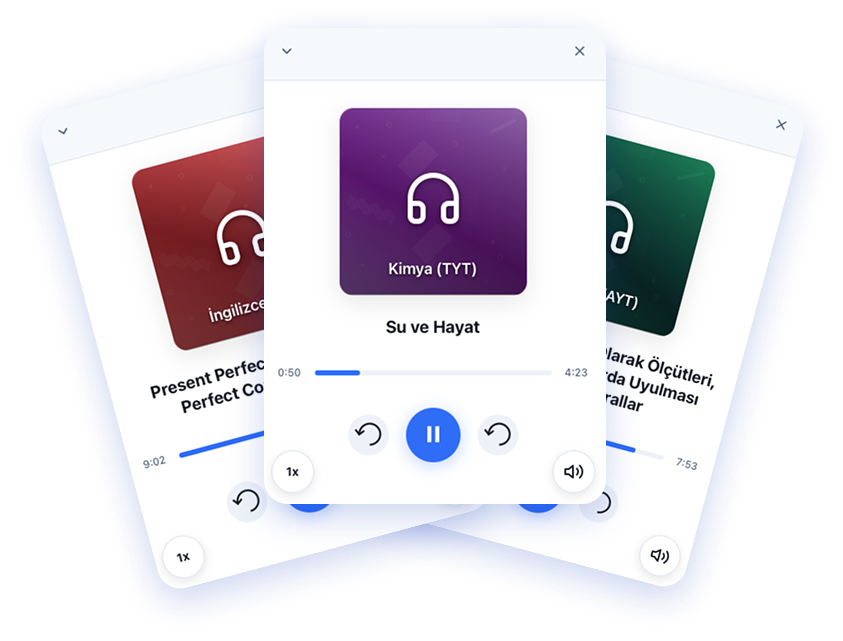 İngilizce
Present Perfec
Perfect Co
9:02
1x
Kimya (TYT)
Su ve Hayat
0:50
4:23
1x
AYT)
larak Ölçütleri,
rda Uyulması
rallar
7:53